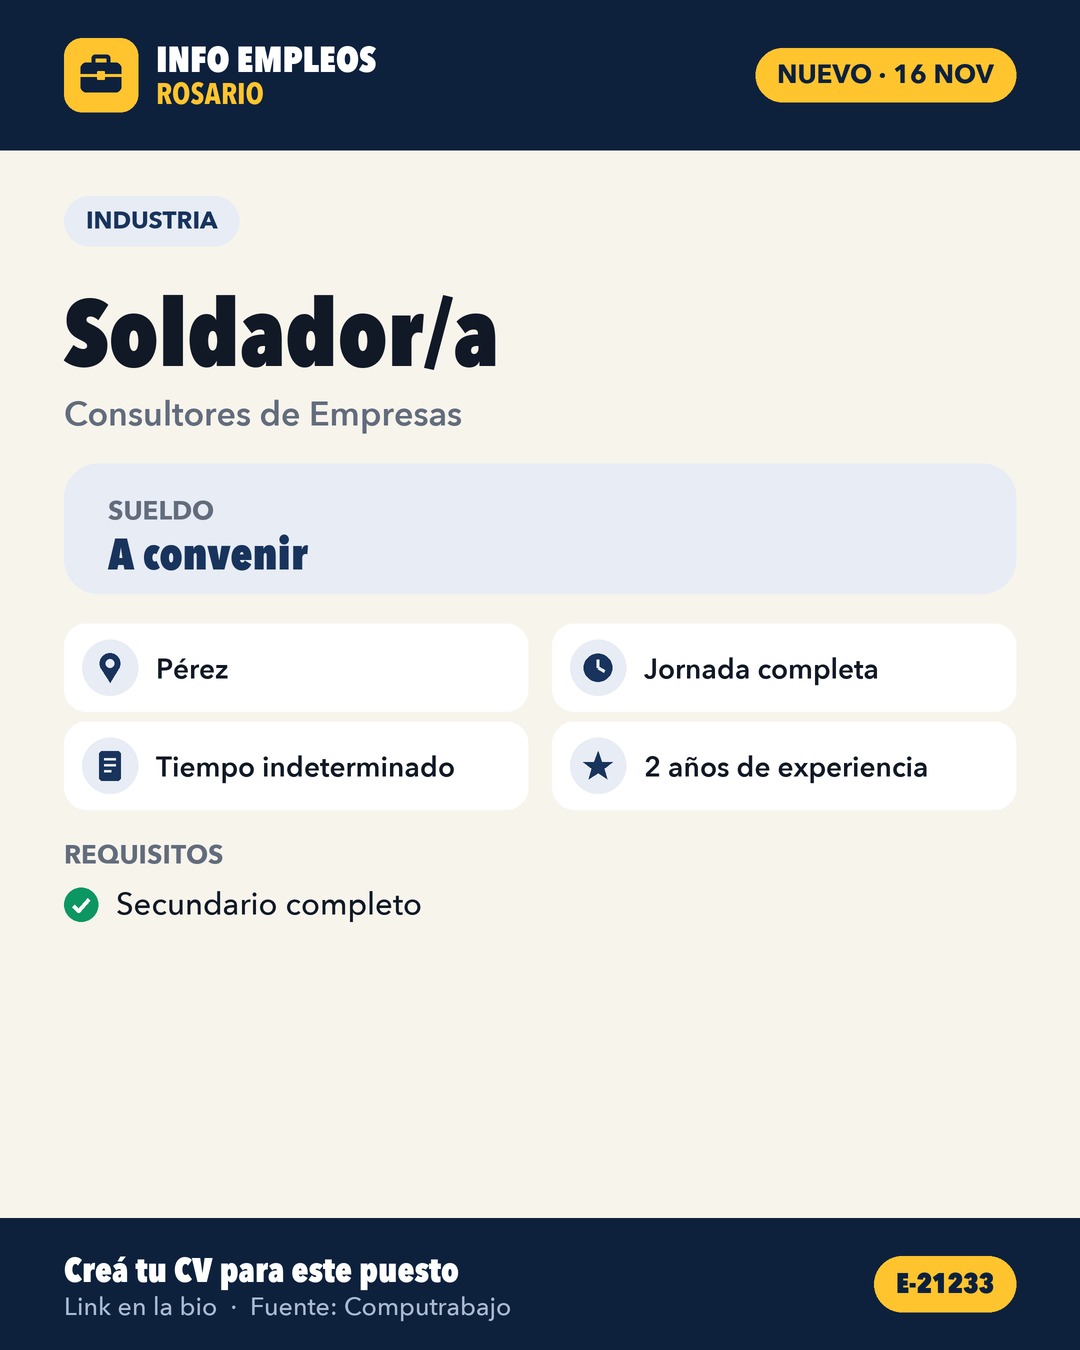 INFO EMPLEOS
ROSARIO
NUEVO · 16 NOV
INDUSTRIA
Soldador/a
Consultores de Empresas
SUELDO
A convenir
Pérez
Jornada completa
Tiempo indeterminado
2 años de experiencia
REQUISITOS
Secundario completo
Creá tu CV para este puesto
Link en la bio · Fuente: Computrabajo
E-21233